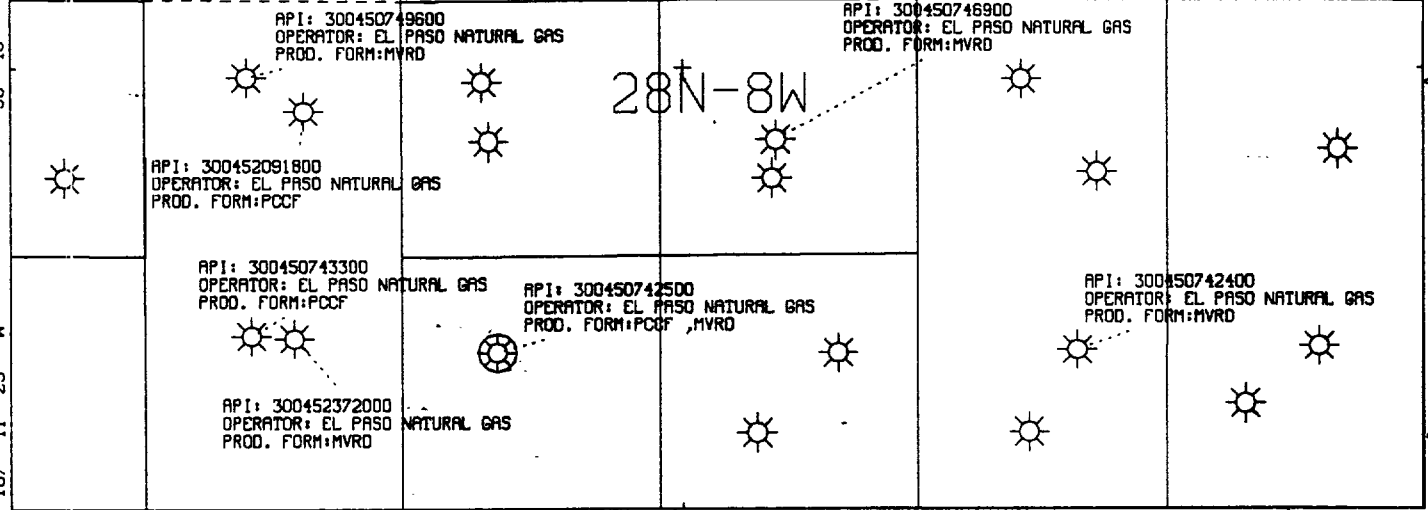 API: 300450749600
OPERATOR: EL PASO NATURAL GAS
PROD. FORM:MVRD
API: 300450746900
OPERATOR: EL PASO NATURAL GAS
PROD. FORM:MVRD
28N-8W
API: 300452091800
OPERATOR: EL PASO NATURAL GAS
PROD. FORM:PCCF
API: 300450743300
OPERATOR: EL PASO NATURAL GAS
PROD. FORM:PCCF
API: 300450742500
OPERATOR: EL PASO NATURAL GAS
PROD. FORM:PCCF ,MVRD
API: 300450742400
OPERATOR: EL PASO NATURAL GAS
PROD. FORM:MVRD
API: 300452372000
OPERATOR: EL PASO NATURAL GAS
PROD. FORM:MVRD